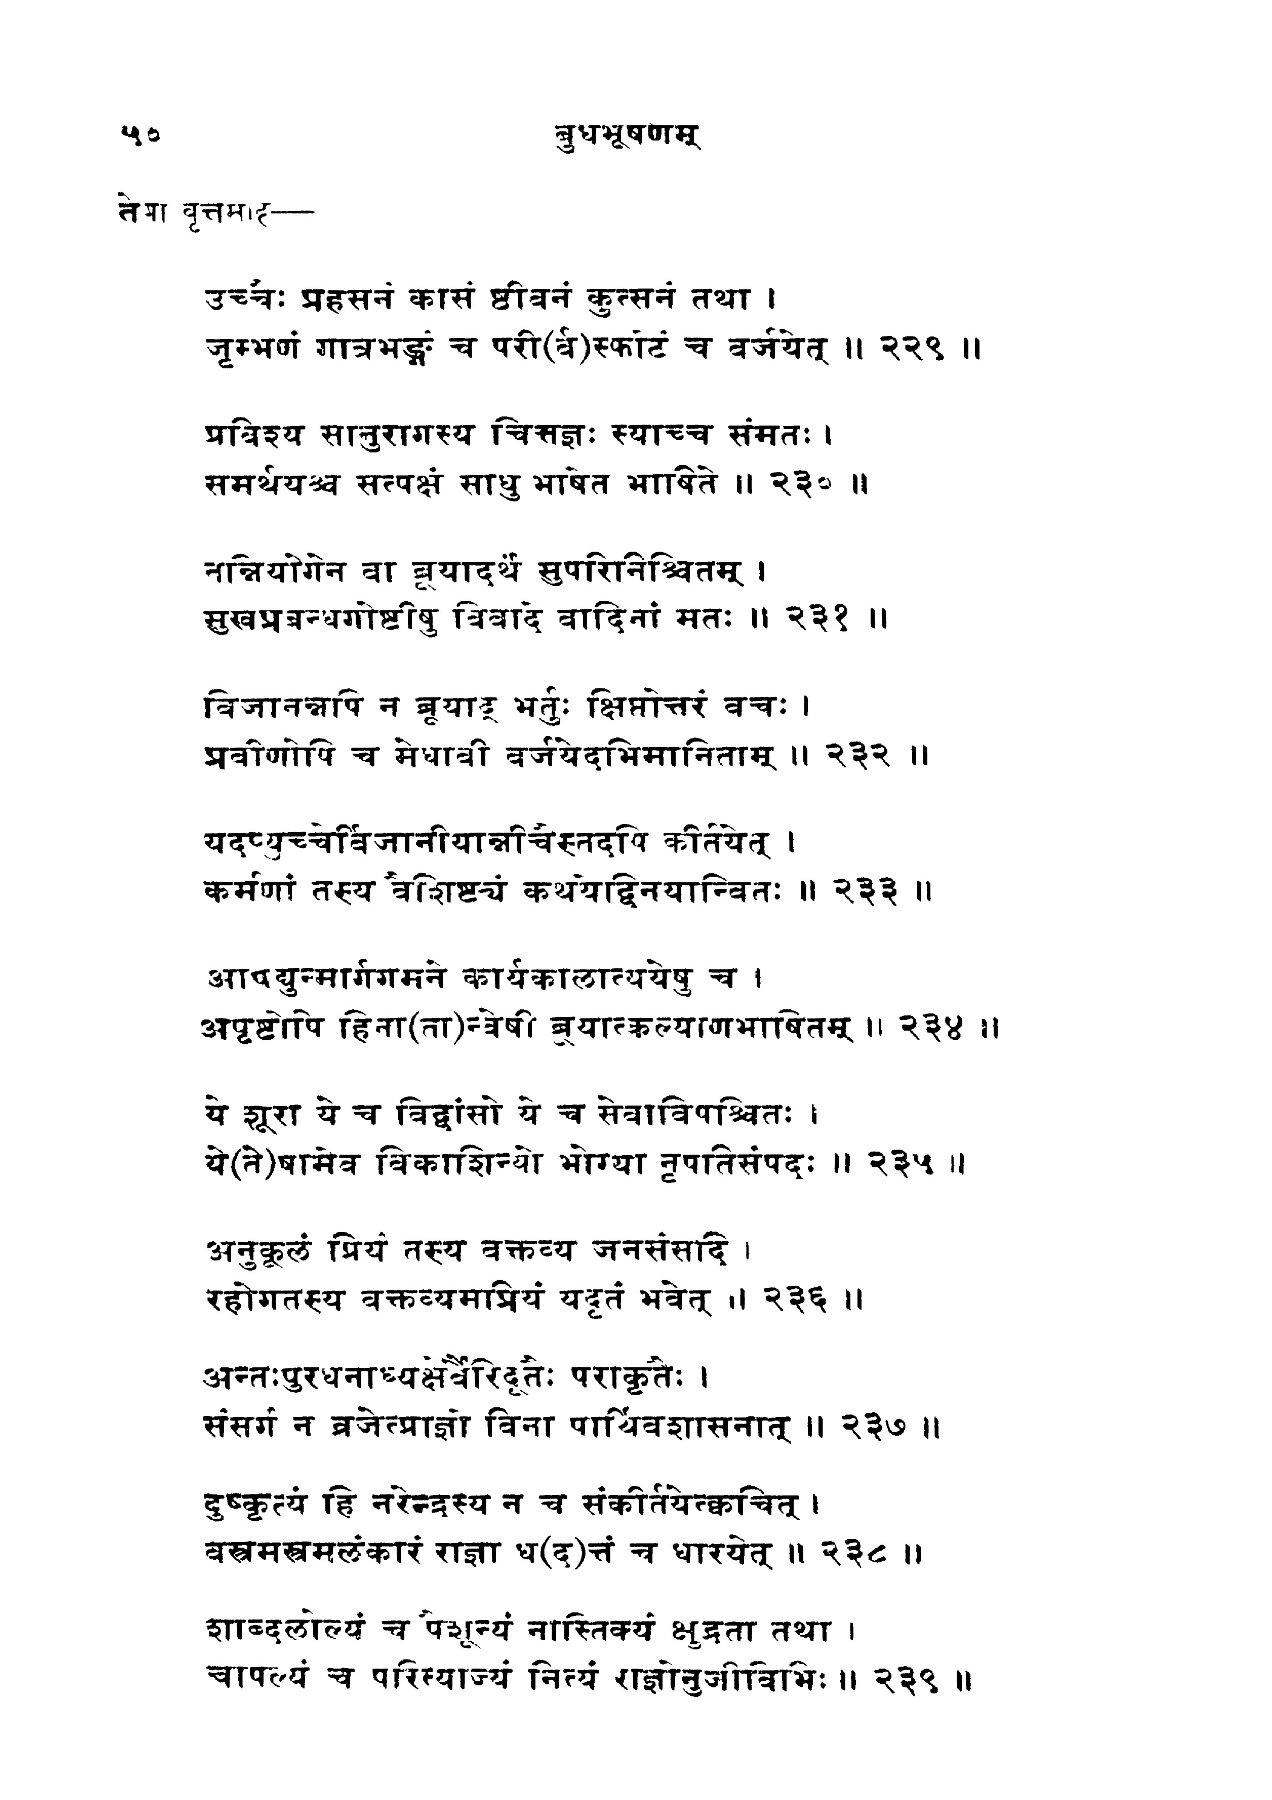 ५० बुधभूषणम्
तेषा वृत्तमाह—
उच्चैः प्रहसनं कासं ष्ठीवनं कुत्सनं तथा ।
जृम्भणं गात्रभङ्गं च परी(र्व)स्फोटं च वर्जयेत् ॥ २२९ ॥
प्रविश्य सानुरागस्य चित्तज्ञः स्याच्च संमतः ।
समर्थयंश्च सत्पक्षं साधु भाषेत भाषिते ॥ २३० ॥
तन्नियोगेन वा ब्रूयादर्थं सुपरिनिश्चितम् ।
सुखप्रबन्धगोष्टीषु विवादे वादिनां मतः ॥ २३१ ॥
विजानन्नपि न ब्रूयाद् भर्तुः क्षिप्तोत्तरं वचः ।
प्रवीणोपि च मेधावी वर्जयेदभिमानिताम् ॥ २३२ ॥
यदप्युच्चैर्विजानीयान्नीचैस्तदपि कीर्तयेत् ।
कर्मणां तस्य वैशिष्ट्यं कथयेद्विनयान्वितः ॥ २३३ ॥
आपद्युन्मार्गगमने कार्यकालात्ययेषु च ।
अपृष्टोपि हिना(ता)न्वेषी ब्रूयात्कल्याणभाषितम् ॥ २३४ ॥
ये शूरा ये च विद्वांसो ये च सेवाविपश्चितः ।
ये(ते)षामेव विकाशिन्यो भोग्या नृपतिसंपदः ॥ २३५ ॥
अनुकूलं प्रियं तस्य वक्तव्य जनसंसदि ।
रहोगतस्य वक्तव्यमप्रियं यदृतं भवेत् ॥ २३६ ॥
अन्तःपुरधनाध्यक्षैर्वैरिदूतैः पराकृतैः ।
संसर्गं न व्रजेत्प्राज्ञो विना पार्थिवशासनात् ॥ २३७ ॥
दुष्कृत्यं हि नरेन्द्रस्य न च संकीर्तयेत्क्वचित् ।
वस्त्रमस्त्रमलंकारं राज्ञा ध(द)त्तं च धारयेत् ॥ २३८ ॥
शाब्दलोल्यं च पैशून्यं नास्तिक्यं क्षुद्रता तथा ।
चापल्यं च परित्याज्यं नित्यं राज्ञोनुजीविभिः ॥ २३९ ॥